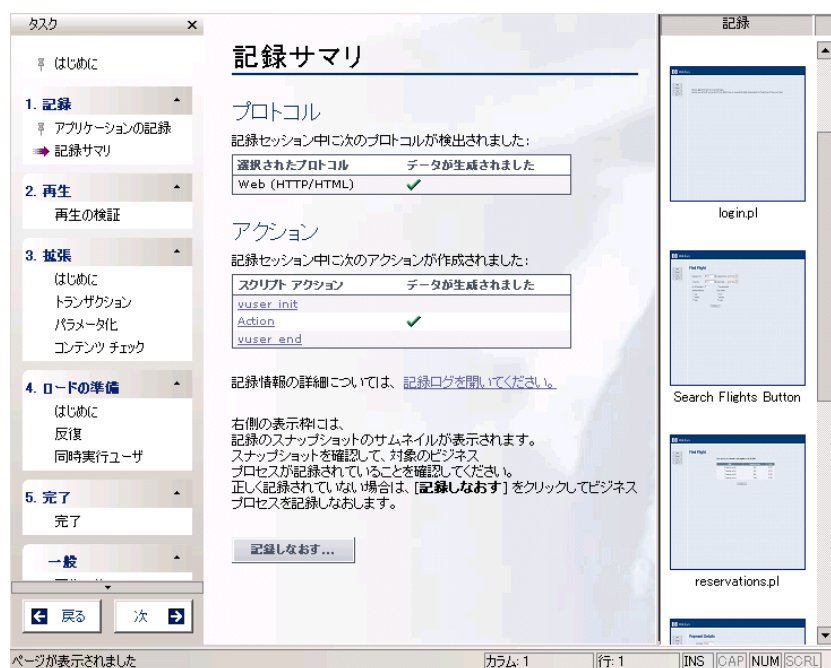 タスク
×
はじめに
1. 記録
アプリケーションの記録
記録サマリ
2. 再生
再生の検証
3. 拡張
はじめに
トランザクション
パラメータ化
コンテンツ チェック
4. ロードの準備
はじめに
反復
同時実行ユーザ
5. 完了
完了
一般
戻る
次
記録サマリ
プロトコル
記録セッション中に次のプロトコルが検出されました:
選択されたプロトコル データが生成されました
Web (HTTP/HTML)
アクション
記録セッション中に次のアクションが作成されました:
スクリプト アクション データが生成されました
vuser_init
Action
vuser_end
記録情報の詳細については、記録ログを開いてください。
右側の表示枠には、
記録のスナップショットのサムネイルが表示されます。
スナップショットを確認して、対象のビジネス
プロセスが記録されていることを確認してください。
正しく記録されていない場合は、[記録しなおす] をクリックしてビジネス
プロセスを記録しなおします。
記録しなおす...
記録
login.pl
Find Flight
Search Flights Button
Find Flight
reservations.pl
Payment Details
ページが表示されました
カラム: 1
行: 1
INS
CAP
NUM
SCRL